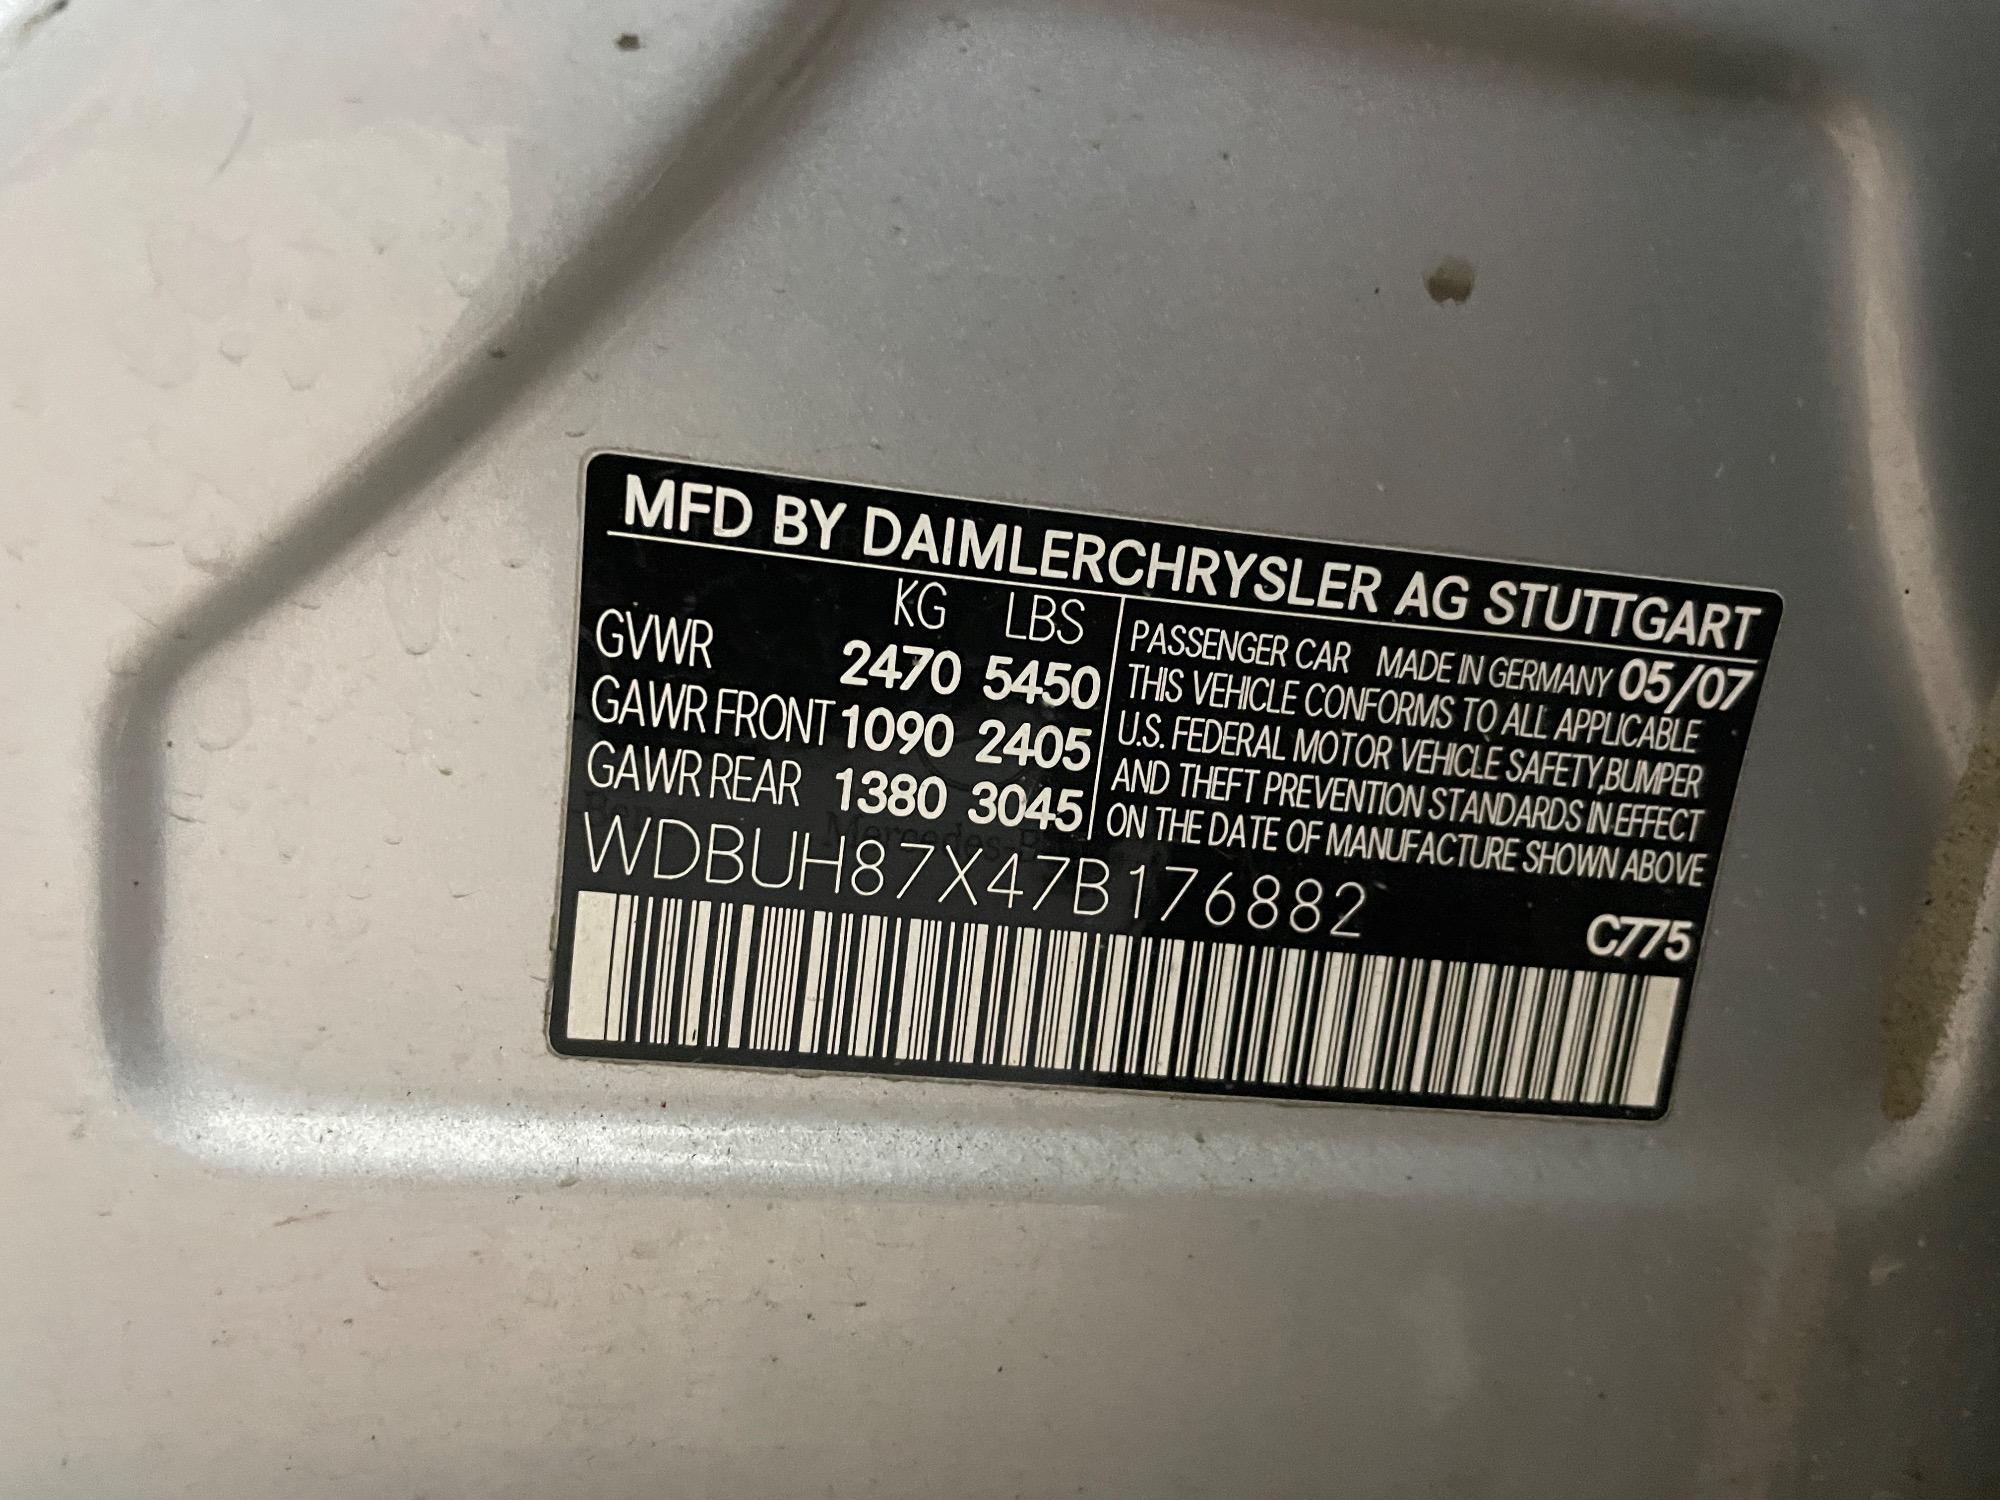 MFD BY DAIMLERCHRYSLER AG STUTTGART
KG LBS
GVWR 2470 5450
GAWR FRONT 1090 2405
GAWR REAR 1380 3045
PASSENGER CAR MADE IN GERMANY 05/07
THIS VEHICLE CONFORMS TO ALL APPLICABLE
U.S. FEDERAL MOTOR VEHICLE SAFETY,BUMPER
AND THEFT PREVENTION STANDARDS IN EFFECT
ON THE DATE OF MANUFACTURE SHOWN ABOVE
WDBUH87X47B176882
C775